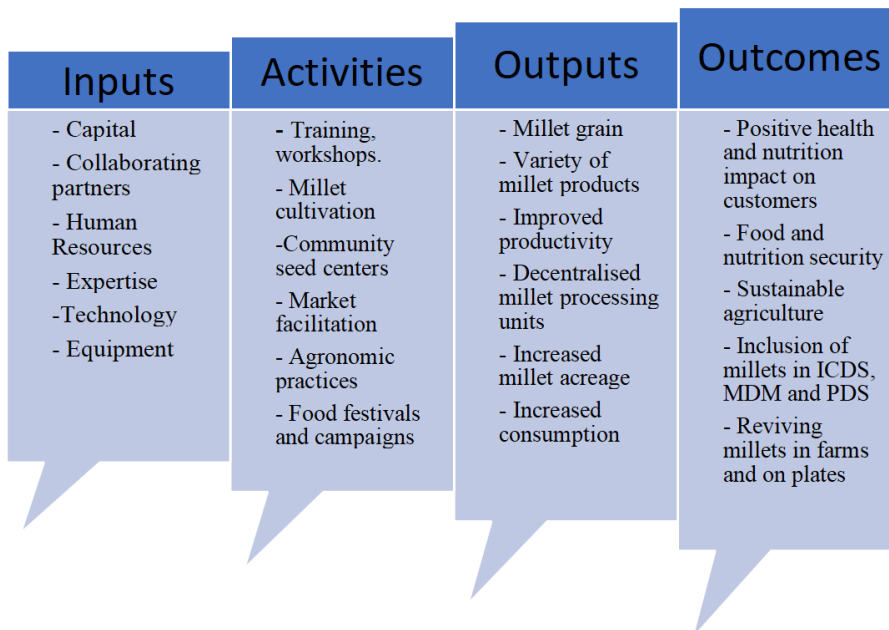 Inputs
- Capital
- Collaborating
partners
- Human
Resources
- Expertise
-Technology
- Equipment
Activities
- Training,
workshops.
- Millet
cultivation
-Community
seed centers
- Market
facilitation
- Agronomic
practices
- Food festivals
and campaigns
Outputs
- Millet grain
- Variety of
millet products
- Improved
productivity
- Decentralised
millet processing
units
- Increased
millet acreage
- Increased
consumption
Outcomes
- Positive health
and nutrition
impact on
customers
- Food and
nutrition security
- Sustainable
agriculture
- Inclusion of
millets in ICDS,
MDM and PDS
- Reviving
millets in farms
and on plates